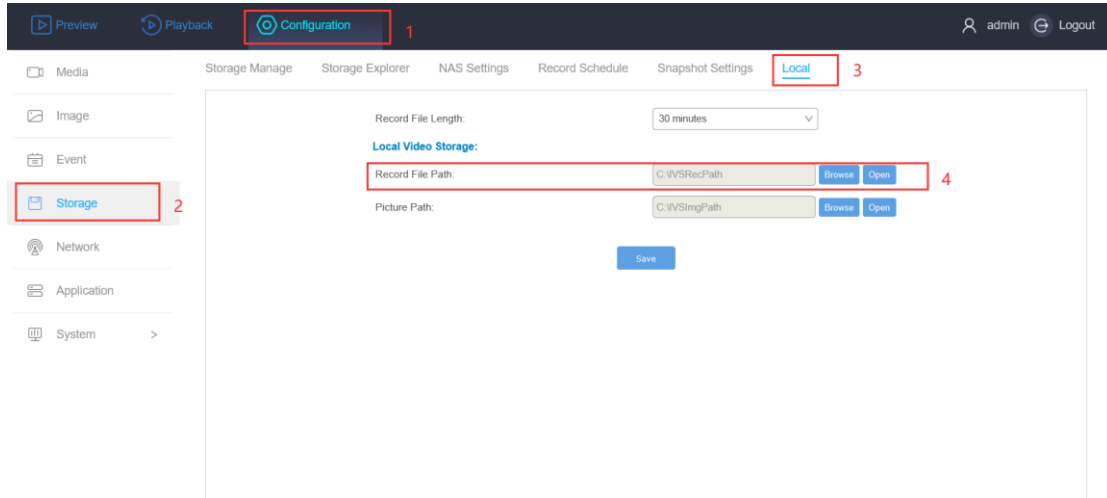 Preview Playback Configuration 1 admin Logout
Media
Storage Manage Storage Explorer NAS Settings Record Schedule Snapshot Settings Local 3
Image
Record File Length: 30 minutes
Event
Local Video Storage:
Record File Path: C:\IVSRecPath Browse Open 4
Storage 2
Picture Path: C:\IVSImgPath Browse Open
Network
Save
Application
System >